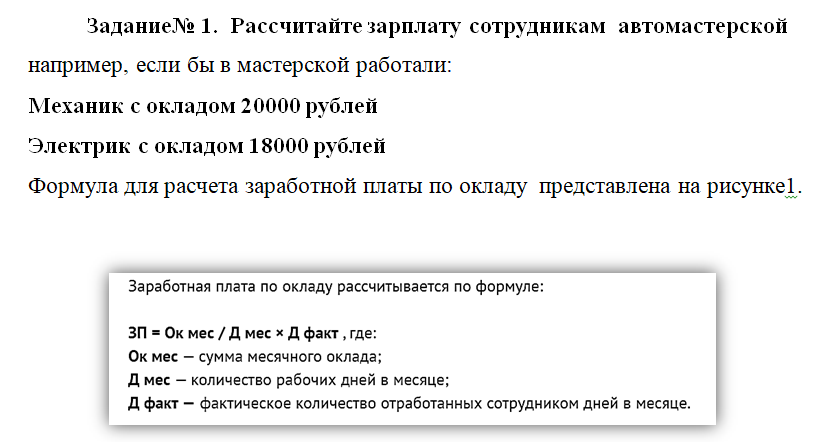 Задание№ 1. Рассчитайте зарплату сотрудникам автомастерской
например, если бы в мастерской работали:
Механик с окладом 20000 рублей
Электрик с окладом 18000 рублей
Формула для расчета заработной платы по окладу представлена на рисунке1.
Заработная плата по окладу рассчитывается по формуле:
ЗП = Ок мес / Д мес × Д факт , где:
Ок мес — сумма месячного оклада;
Д мес — количество рабочих дней в месяце;
Д факт — фактическое количество отработанных сотрудником дней в месяце.